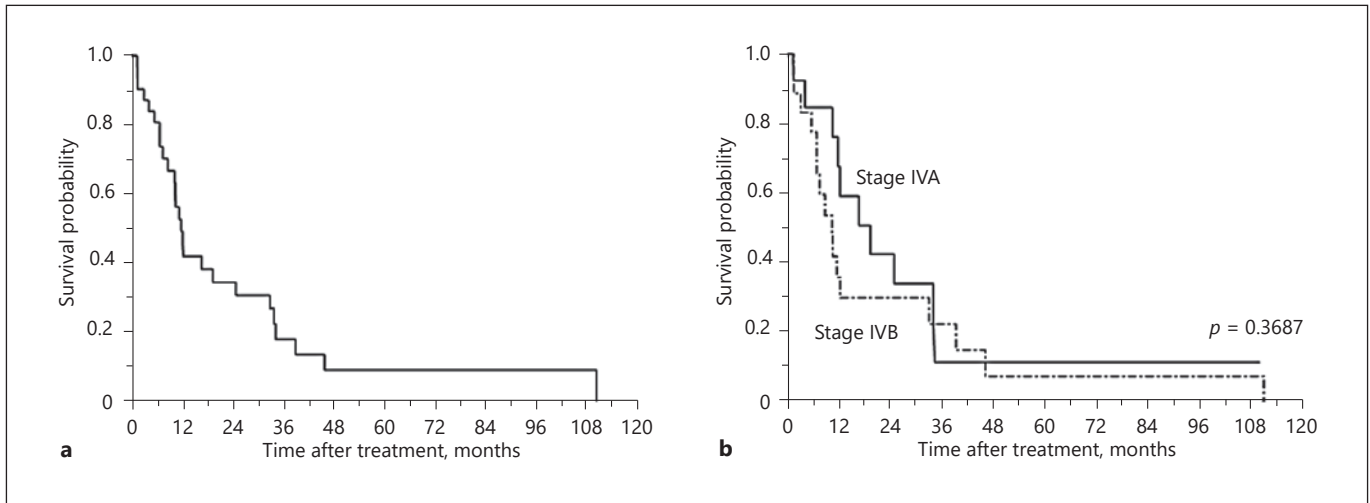 1.0
0.8
0.6
0.4
0.2
0
Survival probability
0 12 24 36 48 60 72 84 96 108 120
Time after treatment, months
a
1.0
0.8
0.6
0.4
0.2
0
Survival probability
Stage IVA
Stage IVB
p = 0.3687
0 12 24 36 48 60 72 84 96 108 120
Time after treatment, months
b